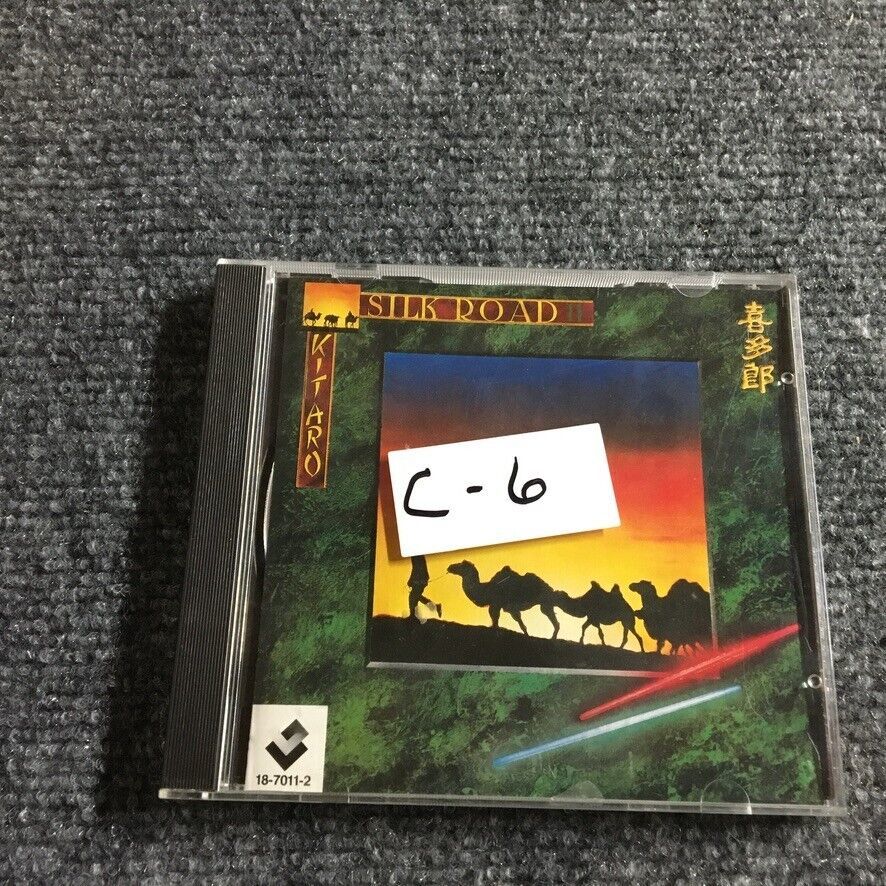 SILK ROAD II
KITARO
喜多郎
C-6
18-7011-2